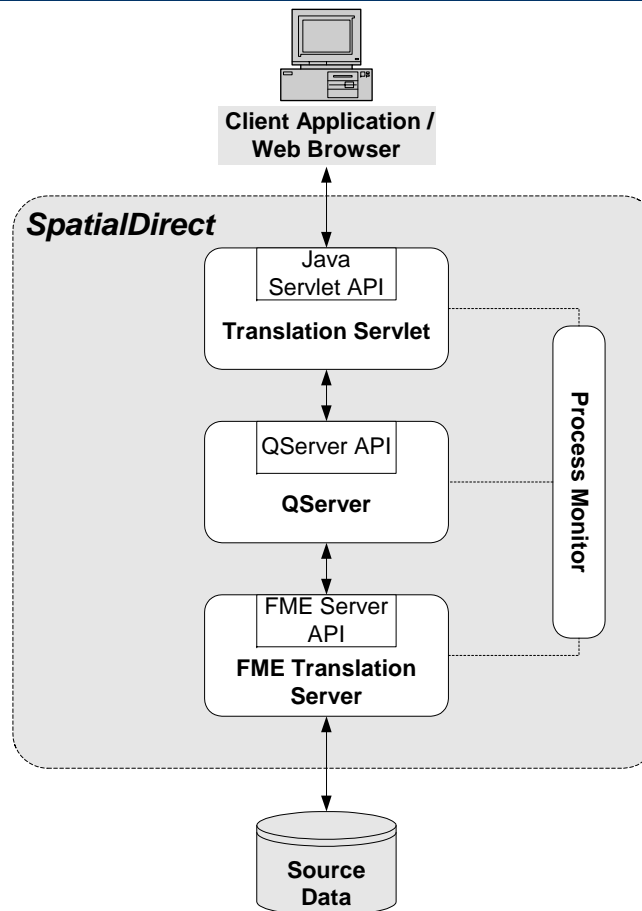 Client Application /
Web Browser
SpatialDirect
Java
Servlet API
Translation Servlet
QServer API
QServer
Process Monitor
FME Server
API
FME Translation
Server
Source
Data